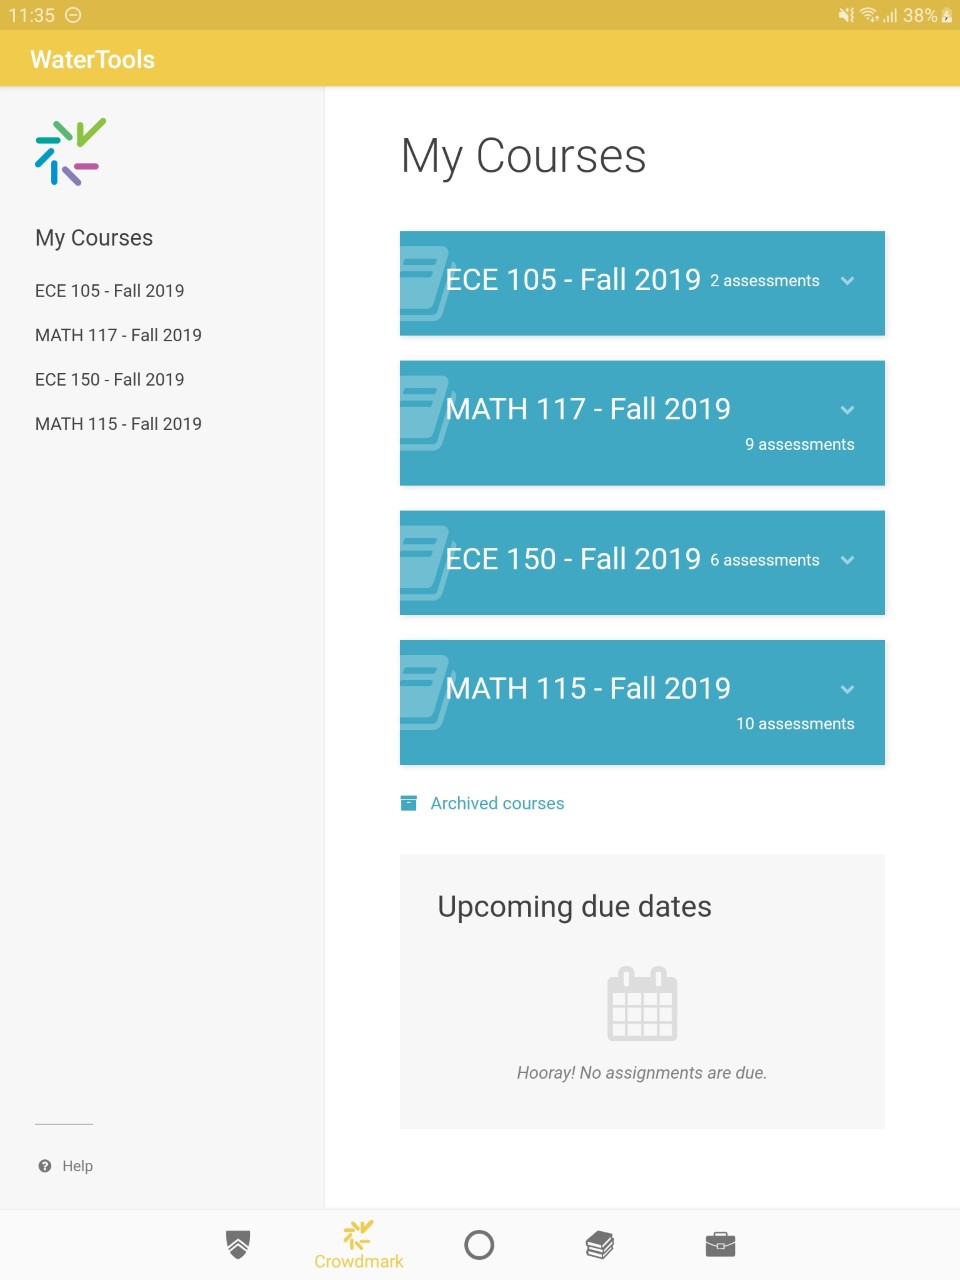 11:35
38%
WaterTools
My Courses
ECE 105 - Fall 2019
MATH 117 - Fall 2019
ECE 150 - Fall 2019
MATH 115 - Fall 2019
Help
My Courses
ECE 105 - Fall 2019 2 assessments
MATH 117 - Fall 2019
9 assessments
ECE 150 - Fall 2019 6 assessments
MATH 115 - Fall 2019
10 assessments
Archived courses
Upcoming due dates
Hooray! No assignments are due.
Crowdmark